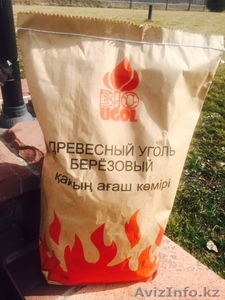 BIO
UGOL
ДРЕВЕСНЫЙ УГОЛЬ
БЕРЁЗОВЫЙ
қайың ағаш көмірі
AvizInfo.kz